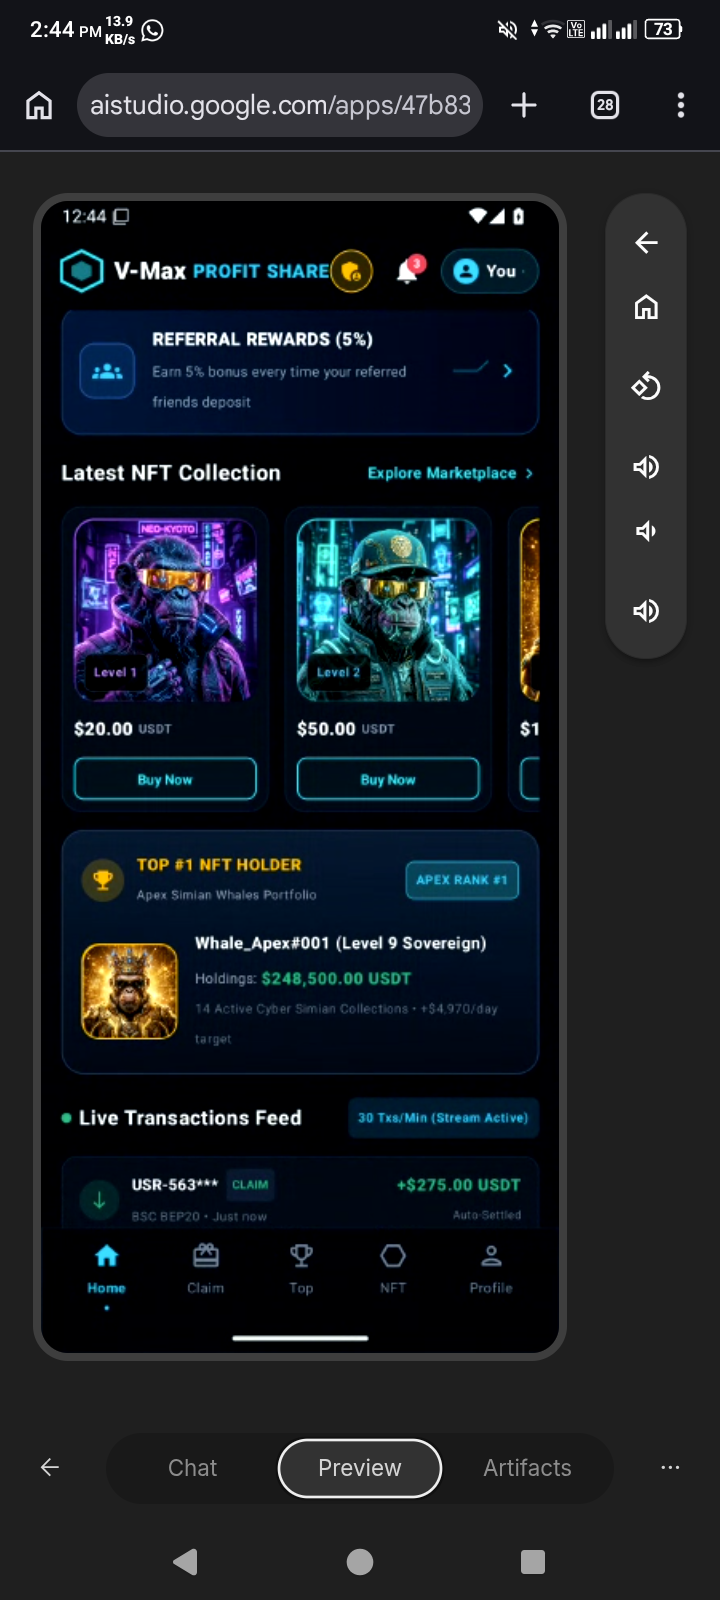 2:44 PM 13.9 KB/s
Vo LTE 73
aistudio.google.com/apps/47b83
28
12:44
V-Max PROFIT SHARE
3
You
REFERRAL REWARDS (5%)
Earn 5% bonus every time your referred
friends deposit
Latest NFT Collection
Explore Marketplace >
NEO-KYOTO
Level 1
Level 2
$20.00 USDT
$50.00 USDT
$1
Buy Now
Buy Now
TOP #1 NFT HOLDER
Apex Simian Whales Portfolio
APEX RANK #1
Whale_Apex#001 (Level 9 Sovereign)
Holdings: $248,500.00 USDT
14 Active Cyber Simian Collections • +$4,970/day
target
Live Transactions Feed
30 Txs/Min (Stream Active)
USR-563*** CLAIM
+$275.00 USDT
BSC BEP20 • Just now
Auto-Settled
Home
Claim
Top
NFT
Profile
Chat
Preview
Artifacts